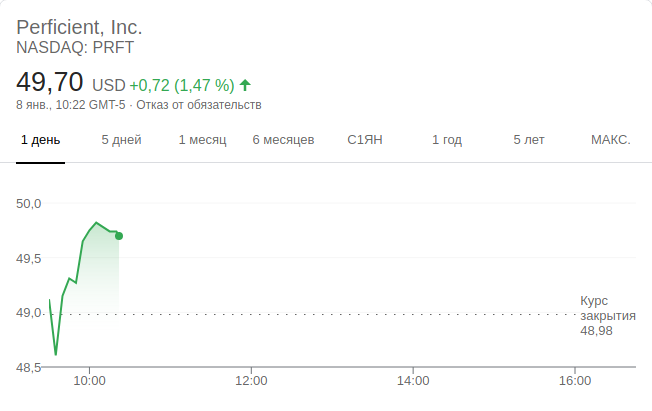 Perficient, Inc.
NASDAQ: PRFT
49,70 USD +0,72 (1,47 %)
8 янв., 10:22 GMT-5 · Отказ от обязательств
1 день 5 дней 1 месяц 6 месяцев С1ЯН 1 год 5 лет МАКС.
50,0
49,5
49,0
48,5
Курс
закрытия
48,98
10:00 12:00 14:00 16:00